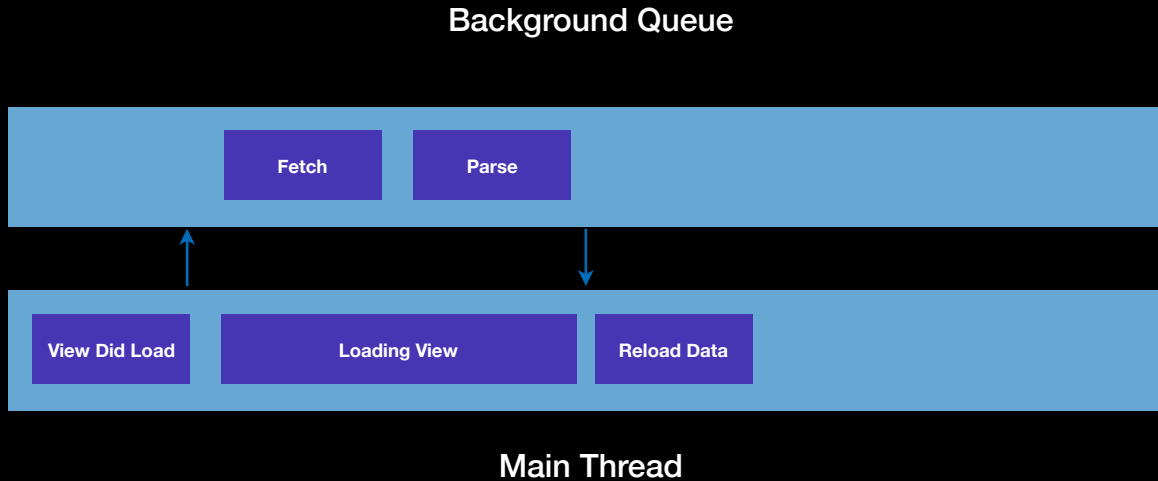 Background Queue
Fetch
Parse
View Did Load
Loading View
Reload Data
Main Thread